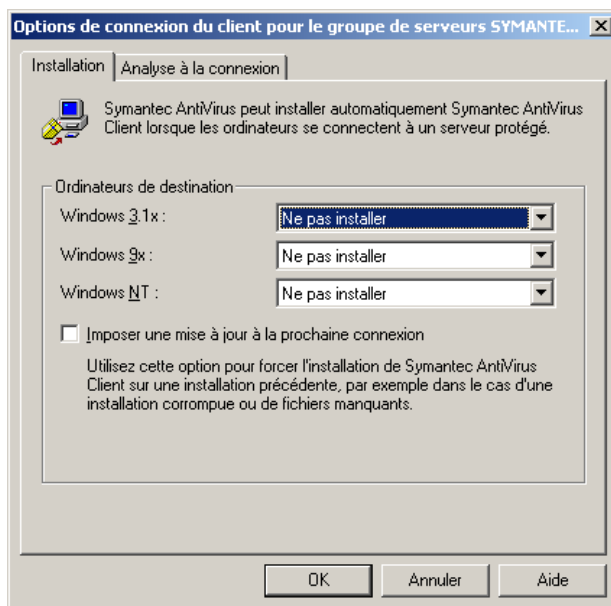 Options de connexion du client pour le groupe de serveurs SYMANTE...
Installation
Analyse à la connexion
Symantec AntiVirus peut installer automatiquement Symantec AntiVirus
Client lorsque les ordinateurs se connectent à un serveur protégé.
Ordinateurs de destination
Windows 3.1x :
Ne pas installer
Windows 9x :
Ne pas installer
Windows NT :
Ne pas installer
Imposer une mise à jour à la prochaine connexion
Utilisez cette option pour forcer l'installation de Symantec AntiVirus
Client sur une installation précédente, par exemple dans le cas d'une
installation corrompue ou de fichiers manquants.
OK
Annuler
Aide